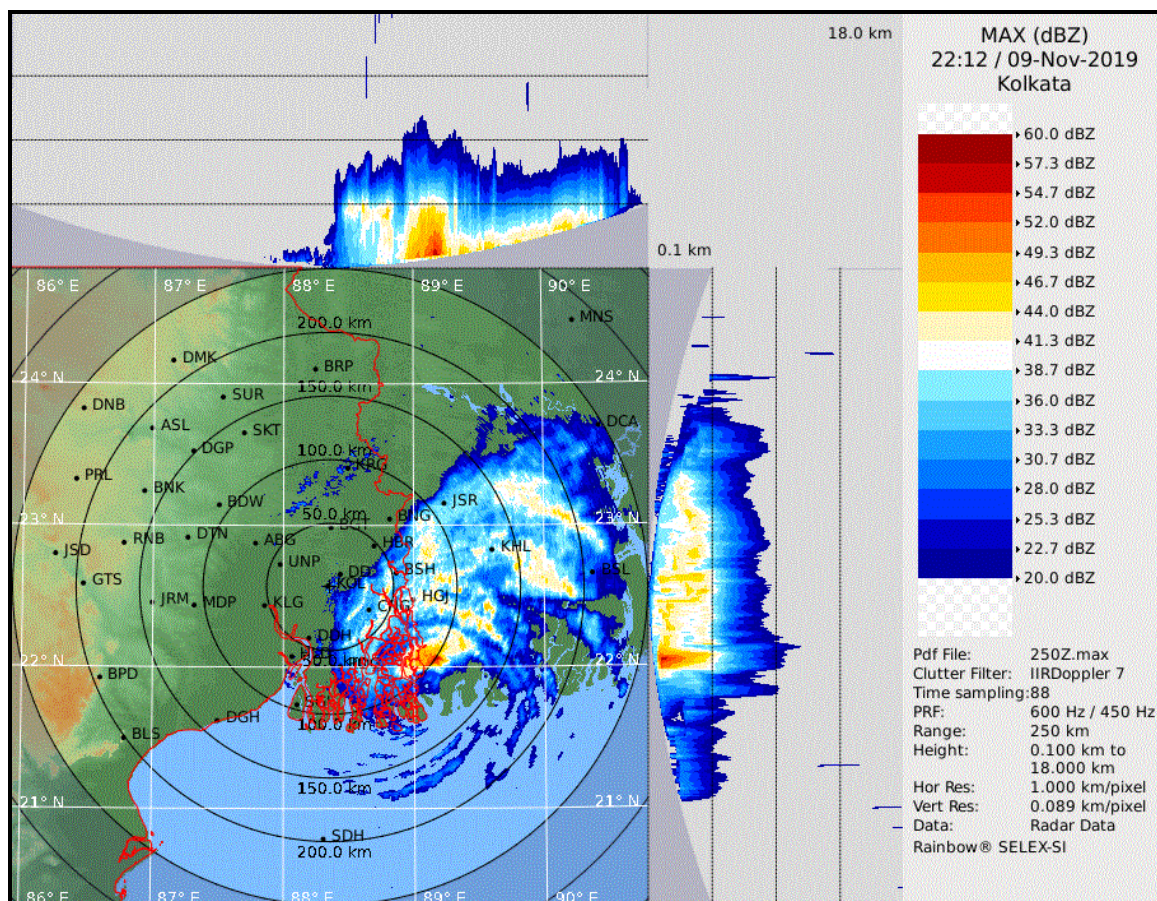 18.0 km
0.1 km
MAX (dBZ)
22:12 / 09-Nov-2019
Kolkata
60.0 dBZ
57.3 dBZ
54.7 dBZ
52.0 dBZ
49.3 dBZ
46.7 dBZ
44.0 dBZ
41.3 dBZ
38.7 dBZ
36.0 dBZ
33.3 dBZ
30.7 dBZ
28.0 dBZ
25.3 dBZ
22.7 dBZ
20.0 dBZ
Pdf File: 250Z.max
Clutter Filter: IIRDoppler 7
Time sampling:88
PRF: 600 Hz / 450 Hz
Range: 250 km
Height: 0.100 km to
18.000 km
Hor Res: 1.000 km/pixel
Vert Res: 0.089 km/pixel
Data: Radar Data
Rainbow® SELEX-SI
86° E 87° E 88° E 89° E 90° E
MNS
200.0 km
DMK
BRP
24° N 24° N
150.0 km
SUR
DNB
DCA
ASL
SKT
DGP
100.0 km
KRG
PRL
BNK
BDW
JSR
50.0 km
BNG
23° N 23° N
RNB
DTN
ABG
HBR
KHL
JSD
UNP
BSH
BSL
GTS
JRM
MDP
KLG
HGJ
DDH
22° N 22° N
50.0 km
BPD
DGH
100.0 km
BLS
150.0 km
21° N 21° N
SDH
200.0 km
86° E 87° E 88° E 89° E 90° E